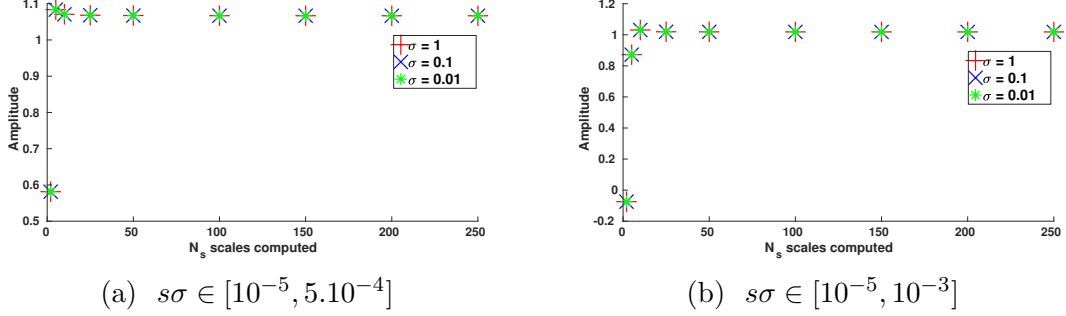 1.1
1
0.9
0.8
0.7
0.6
0.5
Amplitude
0 50 100 150 200 250
N_s scales computed
σ = 1
σ = 0.1
σ = 0.01
(a) sσ ∈ [10^{-5}, 5.10^{-4}]
1.2
1
0.8
0.6
0.4
0.2
0
-0.2
Amplitude
0 50 100 150 200 250
N_s scales computed
σ = 1
σ = 0.1
σ = 0.01
(b) sσ ∈ [10^{-5}, 10^{-3}]